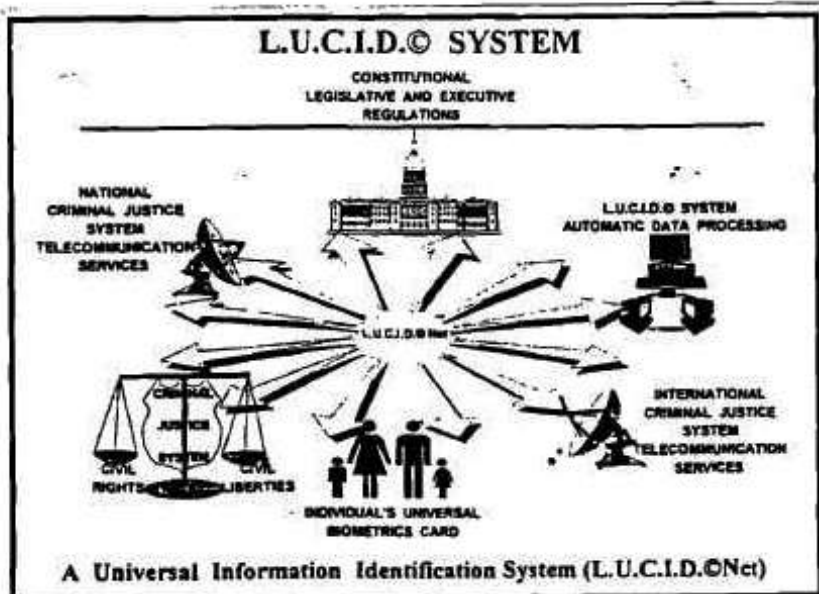 L.U.C.I.D.© SYSTEM
CONSTITUTIONAL
LEGISLATIVE AND EXECUTIVE
REGULATIONS
NATIONAL
CRIMINAL JUSTICE
SYSTEM
TELECOMMUNICATION
SERVICES
L.U.C.I.D.© SYSTEM
AUTOMATIC DATA PROCESSING
L.U.C.I.D.© Net
CRIMINAL
JUSTICE
SYSTEM
CIVIL
RIGHTS
CIVIL
LIBERTIES
INDIVIDUAL'S UNIVERSAL
BIOMETRICS CARD
INTERNATIONAL
CRIMINAL JUSTICE
SYSTEM
TELECOMMUNICATION
SERVICES
A Universal Information Identification System (L.U.C.I.D.©Net)